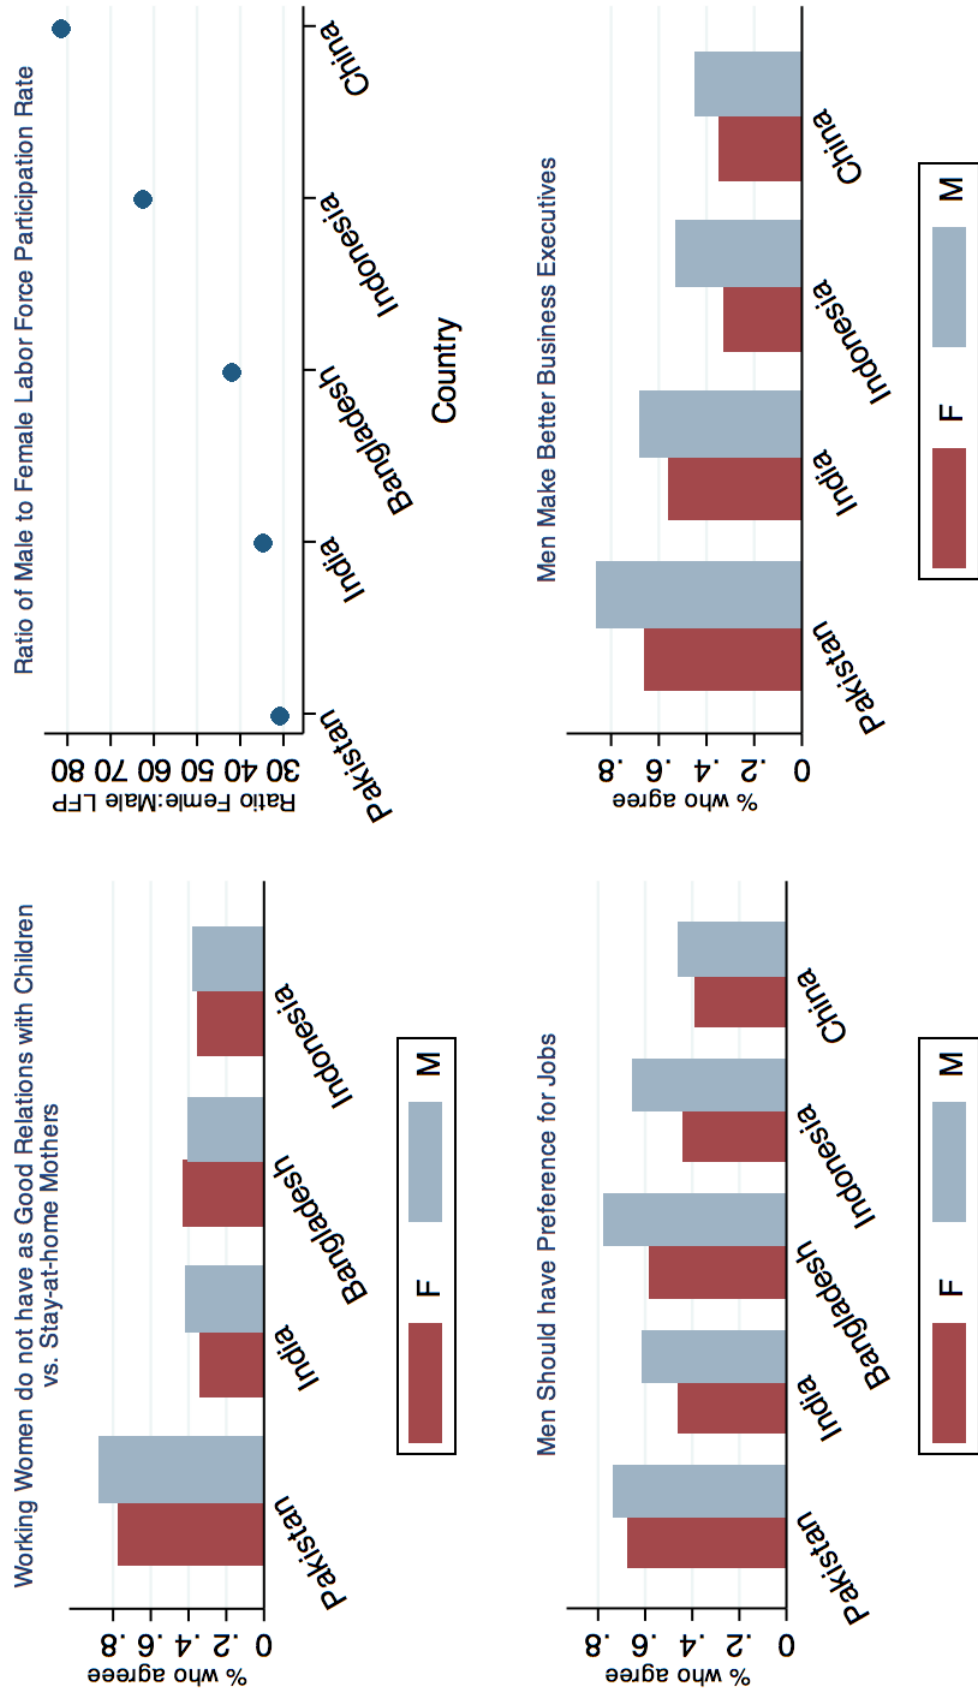 Working Women do not have as Good Relations with Children
vs. Stay-at-home Mothers
% who agreee
.8
.6
.4
.2
0
Pakistan
India
Bangladesh
Indonesia
F M
Ratio of Male to Female Labor Force Participation Rate
Ratio Femle:Male LFP
80
70
60
50
40
30
Pakistan
India
Bangladesh
Indonesia
China
Country
Men Should have Preference for Jobs
% who agree
.8
.6
.4
.2
0
Pakistan
India
Bangladesh
Indonesia
China
F M
Men Make Better Business Executives
% who agree
.8
.6
.4
.2
0
Pakistan
India
Indonesia
China
F M